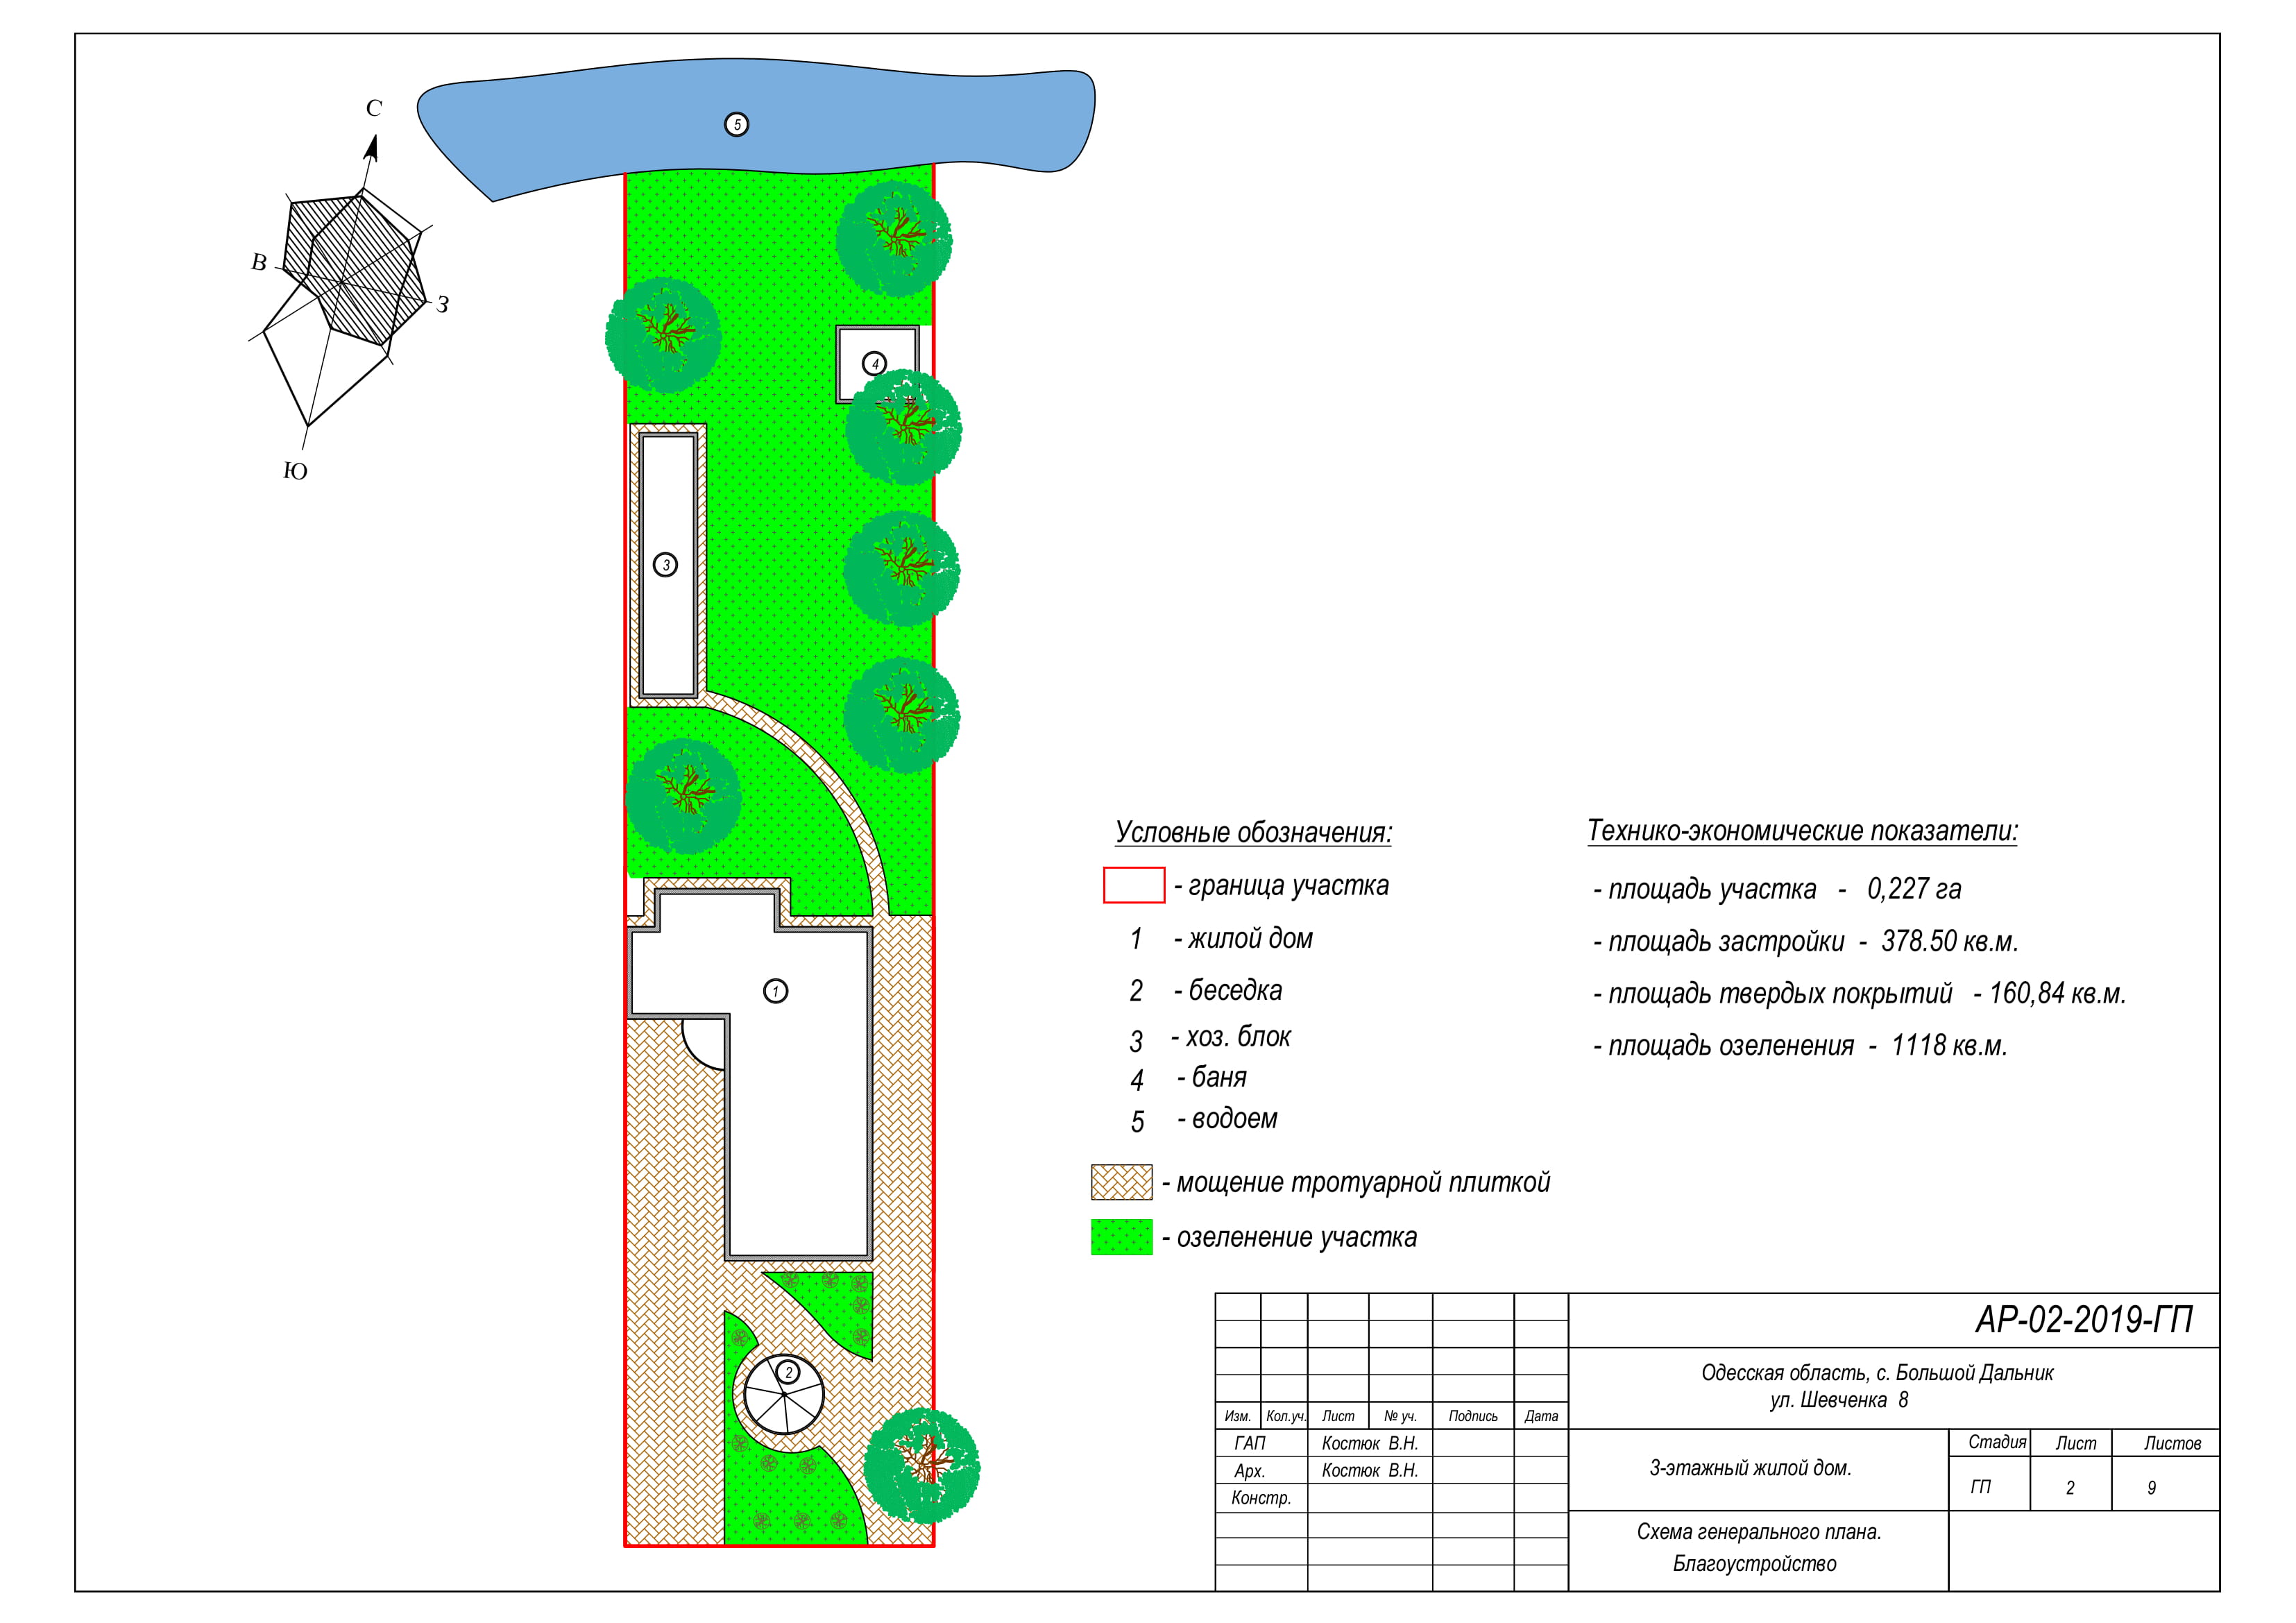 С
В
З
Ю
5
4
3
1
2
Условные обозначения:
- граница участка
1 - жилой дом
2 - беседка
3 - хоз. блок
4 - баня
5 - водоем
- мощение тротуарной плиткой
- озеленение участка
Технико-экономические показатели:
- площадь участка - 0,227 га
- площадь застройки - 378.50 кв.м.
- площадь твердых покрытий - 160,84 кв.м.
- площадь озеленения - 1118 кв.м.
АР-02-2019-ГП
Одесская область, с. Большой Дальник
ул. Шевченка 8
Изм. Кол.уч. Лист № уч. Подпись Дата
ГАП Костюк В.Н.
Арх. Костюк В.Н.
Констр.
3-этажный жилой дом.
Стадия Лист Листов
ГП 2 9
Схема генерального плана.
Благоустройство